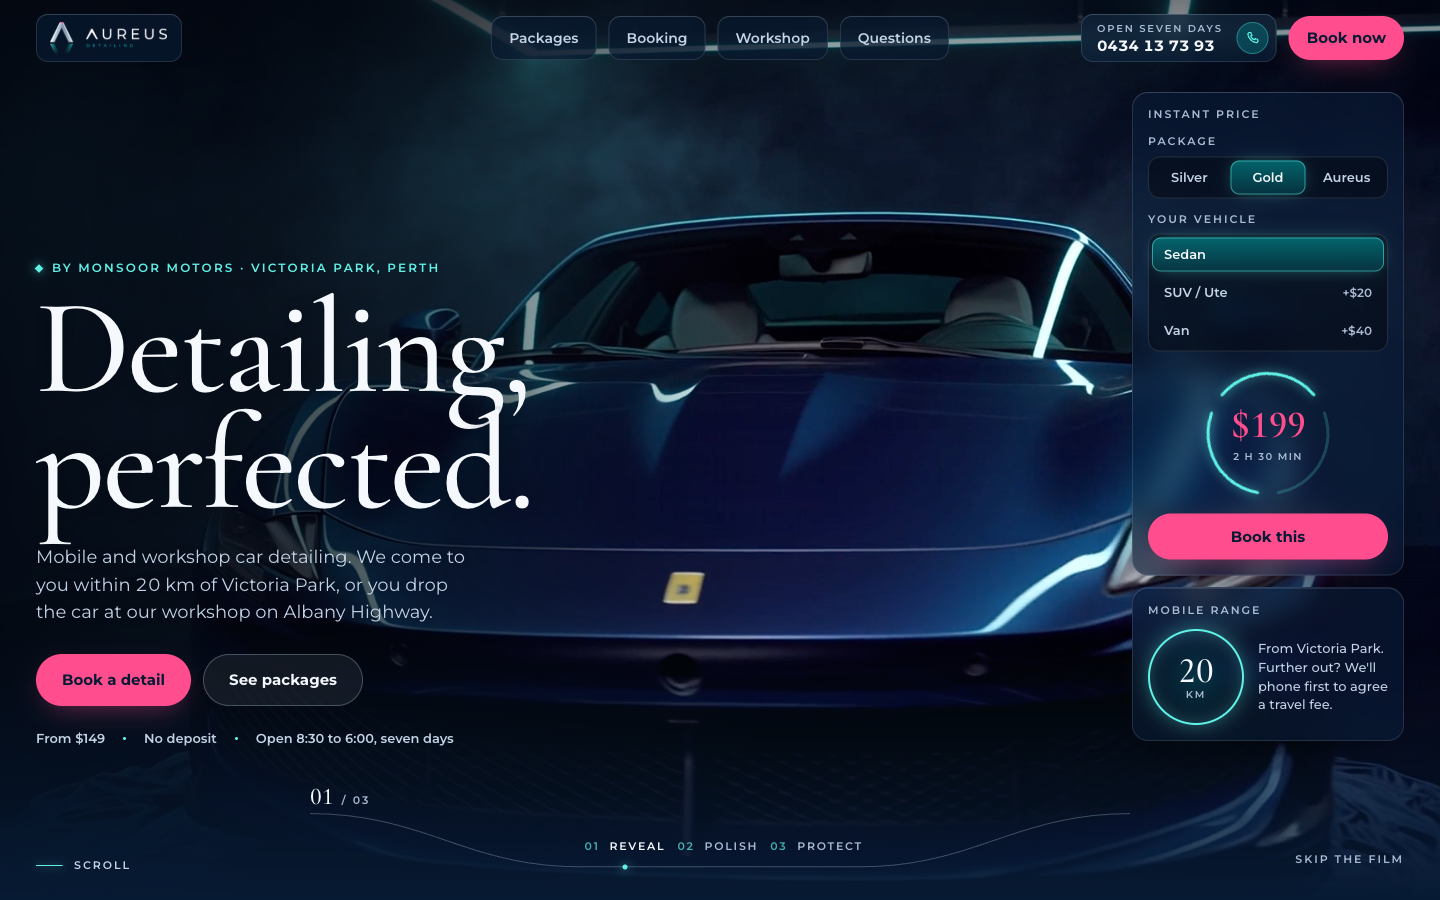 AUREUS
DETAILING
Packages
Booking
Workshop
Questions
OPEN SEVEN DAYS
0434 13 73 93
Book now
INSTANT PRICE
PACKAGE
Silver
Gold
Aureus
YOUR VEHICLE
Sedan
SUV / Ute +$20
Van +$40
$199
2 H 30 MIN
Book this
MOBILE RANGE
20
KM
From Victoria Park.
Further out? We'll
phone first to agree
a travel fee.
BY MONSOOR MOTORS · VICTORIA PARK, PERTH
Detailing,
perfected.
Mobile and workshop car detailing. We come to
you within 20 km of Victoria Park, or you drop
the car at our workshop on Albany Highway.
Book a detail
See packages
From $149 • No deposit • Open 8:30 to 6:00, seven days
01 / 03
01 REVEAL 02 POLISH 03 PROTECT
SCROLL
SKIP THE FILM